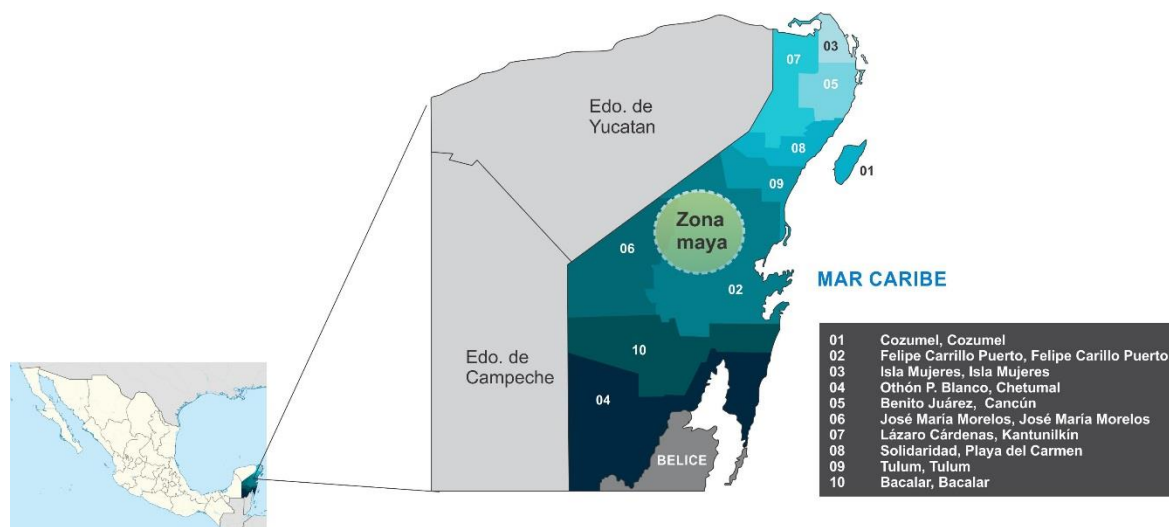 03
07
05
Edo. de
Yucatan
08
01
09
Zona
maya
06
02
MAR CARIBE
10
Edo. de
Campeche
04
BELICE
01 Cozumel, Cozumel
02 Felipe Carrillo Puerto, Felipe Carillo Puerto
03 Isla Mujeres, Isla Mujeres
04 Othón P. Blanco, Chetumal
05 Benito Juárez, Cancún
06 José María Morelos, José María Morelos
07 Lázaro Cárdenas, Kantunilkín
08 Solidaridad, Playa del Carmen
09 Tulum, Tulum
10 Bacalar, Bacalar